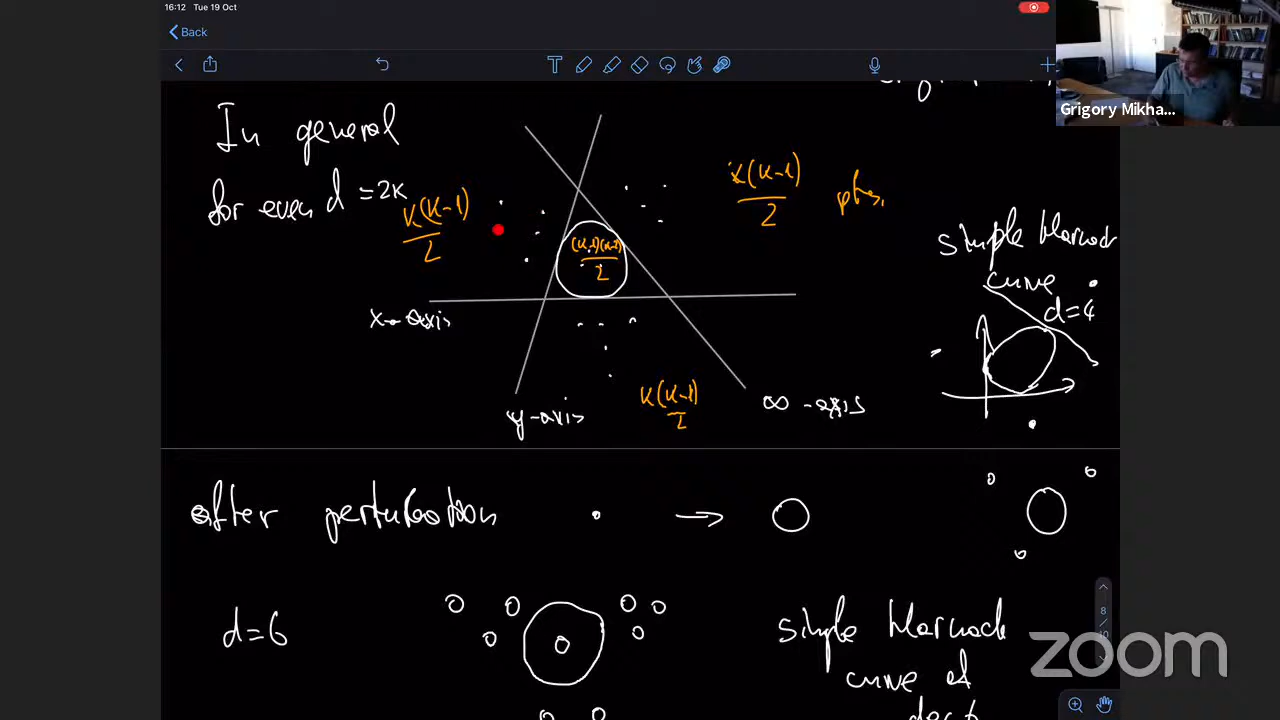 16:12 Tue 19 Oct
Back
Grigory Mikha...
In general
for even d = 2k
k(k-1)/2
k(k-1)/2 pts.
(k-1)(k-2)/2
k(k-1)/2
x-axis
y-axis
∞-axis
simple Harnack
curve
d=4
after perturbation → 
d=6
simple Harnack
curve of
8
10
zoom